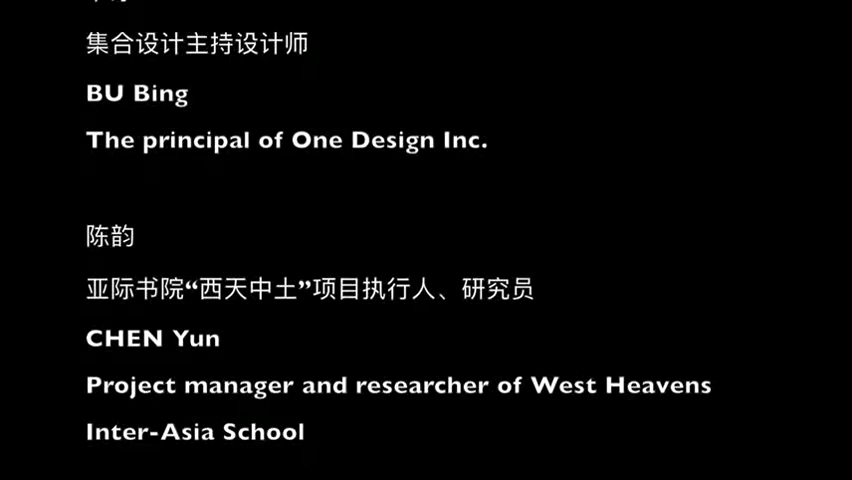 集合设计主持设计师
BU Bing
The principal of One Design Inc.
陈韵
亚际书院“西天中土”项目执行人、研究员
CHEN Yun
Project manager and researcher of West Heavens
Inter-Asia School